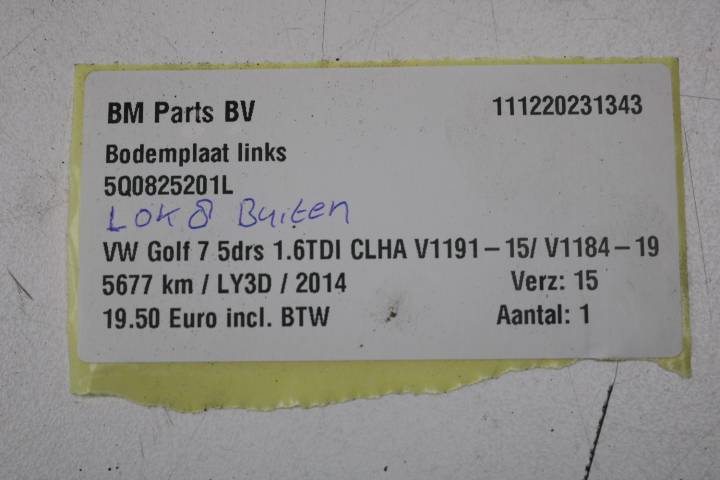 BM Parts BV 111220231343
Bodemplaat links
5Q0825201L
LOK 8 Buiten
VW Golf 7 5drs 1.6TDI CLHA V1191-15/ V1184-19
5677 km / LY3D / 2014 Verz: 15
19.50 Euro incl. BTW Aantal: 1